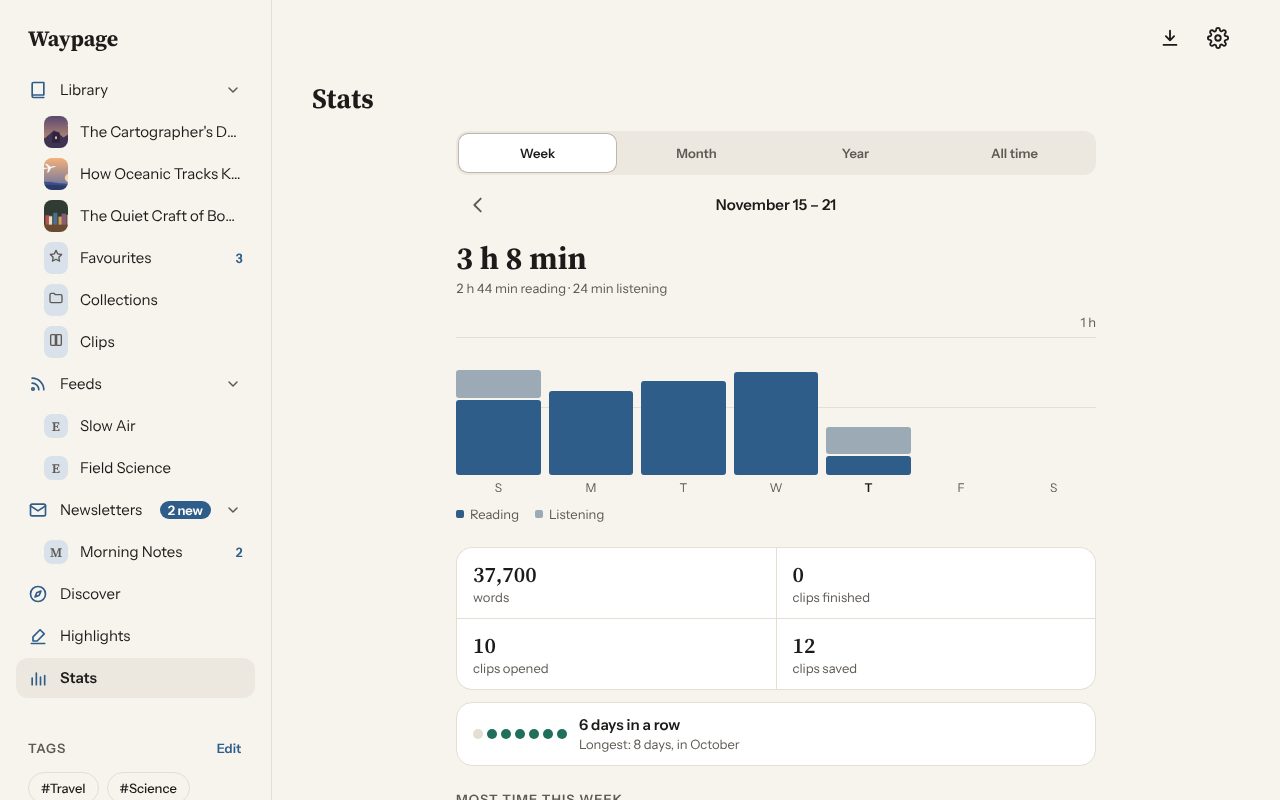 Waypage
Library
The Cartographer's D...
How Oceanic Tracks K...
The Quiet Craft of Bo...
Favourites 3
Collections
Clips
Feeds
E Slow Air
E Field Science
Newsletters 2 new
M Morning Notes 2
Discover
Highlights
Stats
TAGS Edit
#Travel #Science
Stats
Week Month Year All time
November 15 – 21
3 h 8 min
2 h 44 min reading · 24 min listening
1 h
S M T W T F S
Reading Listening
37,700
words
0
clips finished
10
clips opened
12
clips saved
6 days in a row
Longest: 8 days, in October
MOST TIME THIS WEEK